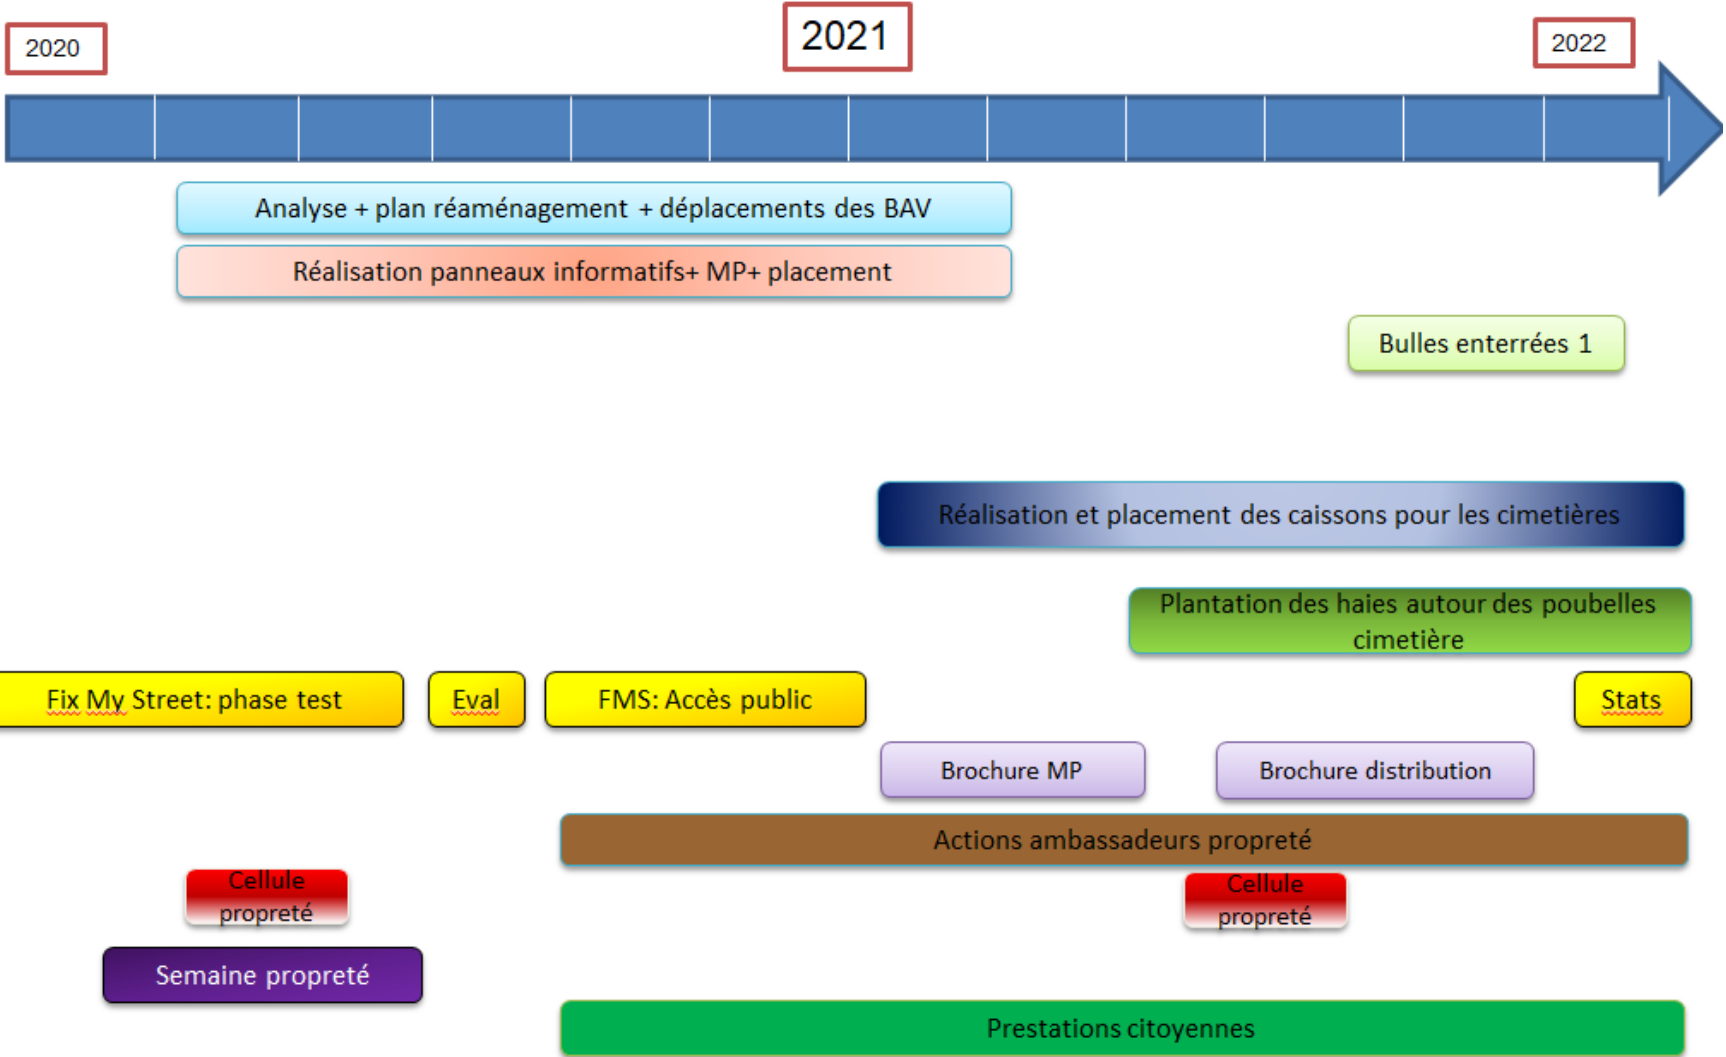 2020
2021
2022
Analyse + plan réaménagement + déplacements des BAV
Réalisation panneaux informatifs+ MP+ placement
Bulles enterrées 1
Réalisation et placement des caissons pour les cimetières
Plantation des haies autour des poubelles
cimetière
Fix My Street: phase test
Eval
FMS: Accès public
Stats
Brochure MP
Brochure distribution
Actions ambassadeurs propreté
Cellule
propreté
Cellule
propreté
Semaine propreté
Prestations citoyennes